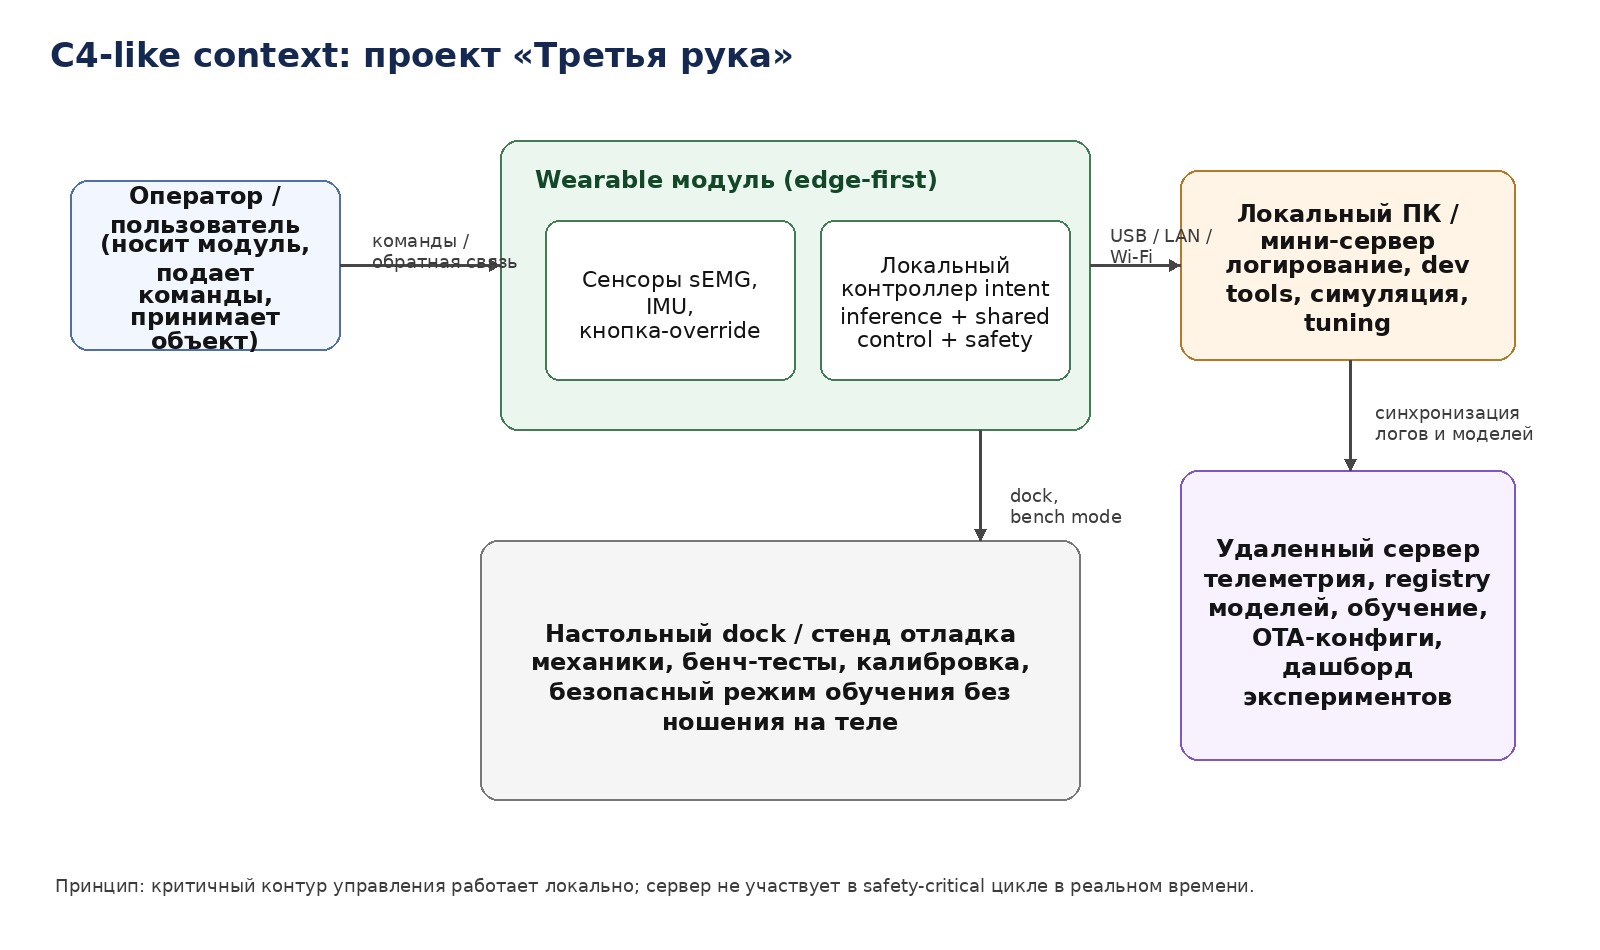 C4-like context: проект «Третья рука»
Оператор /
пользователь
(носит модуль,
подает
команды,
принимает
объект)
команды /
обратная связь
Wearable модуль (edge-first)
Сенсоры sEMG,
IMU,
кнопка-override
Локальный
контроллер intent
inference + shared
control + safety
USB / LAN /
Wi-Fi
Локальный ПК /
мини-сервер
логирование, dev
tools, симуляция,
tuning
синхронизация
логов и моделей
dock,
bench mode
Настольный dock / стенд отладка
механики, бенч-тесты, калибровка,
безопасный режим обучения без
ношения на теле
Удаленный сервер
телеметрия, registry
моделей, обучение,
OTA-конфиги,
дашборд
экспериментов
Принцип: критичный контур управления работает локально; сервер не участвует в safety-critical цикле в реальном времени.